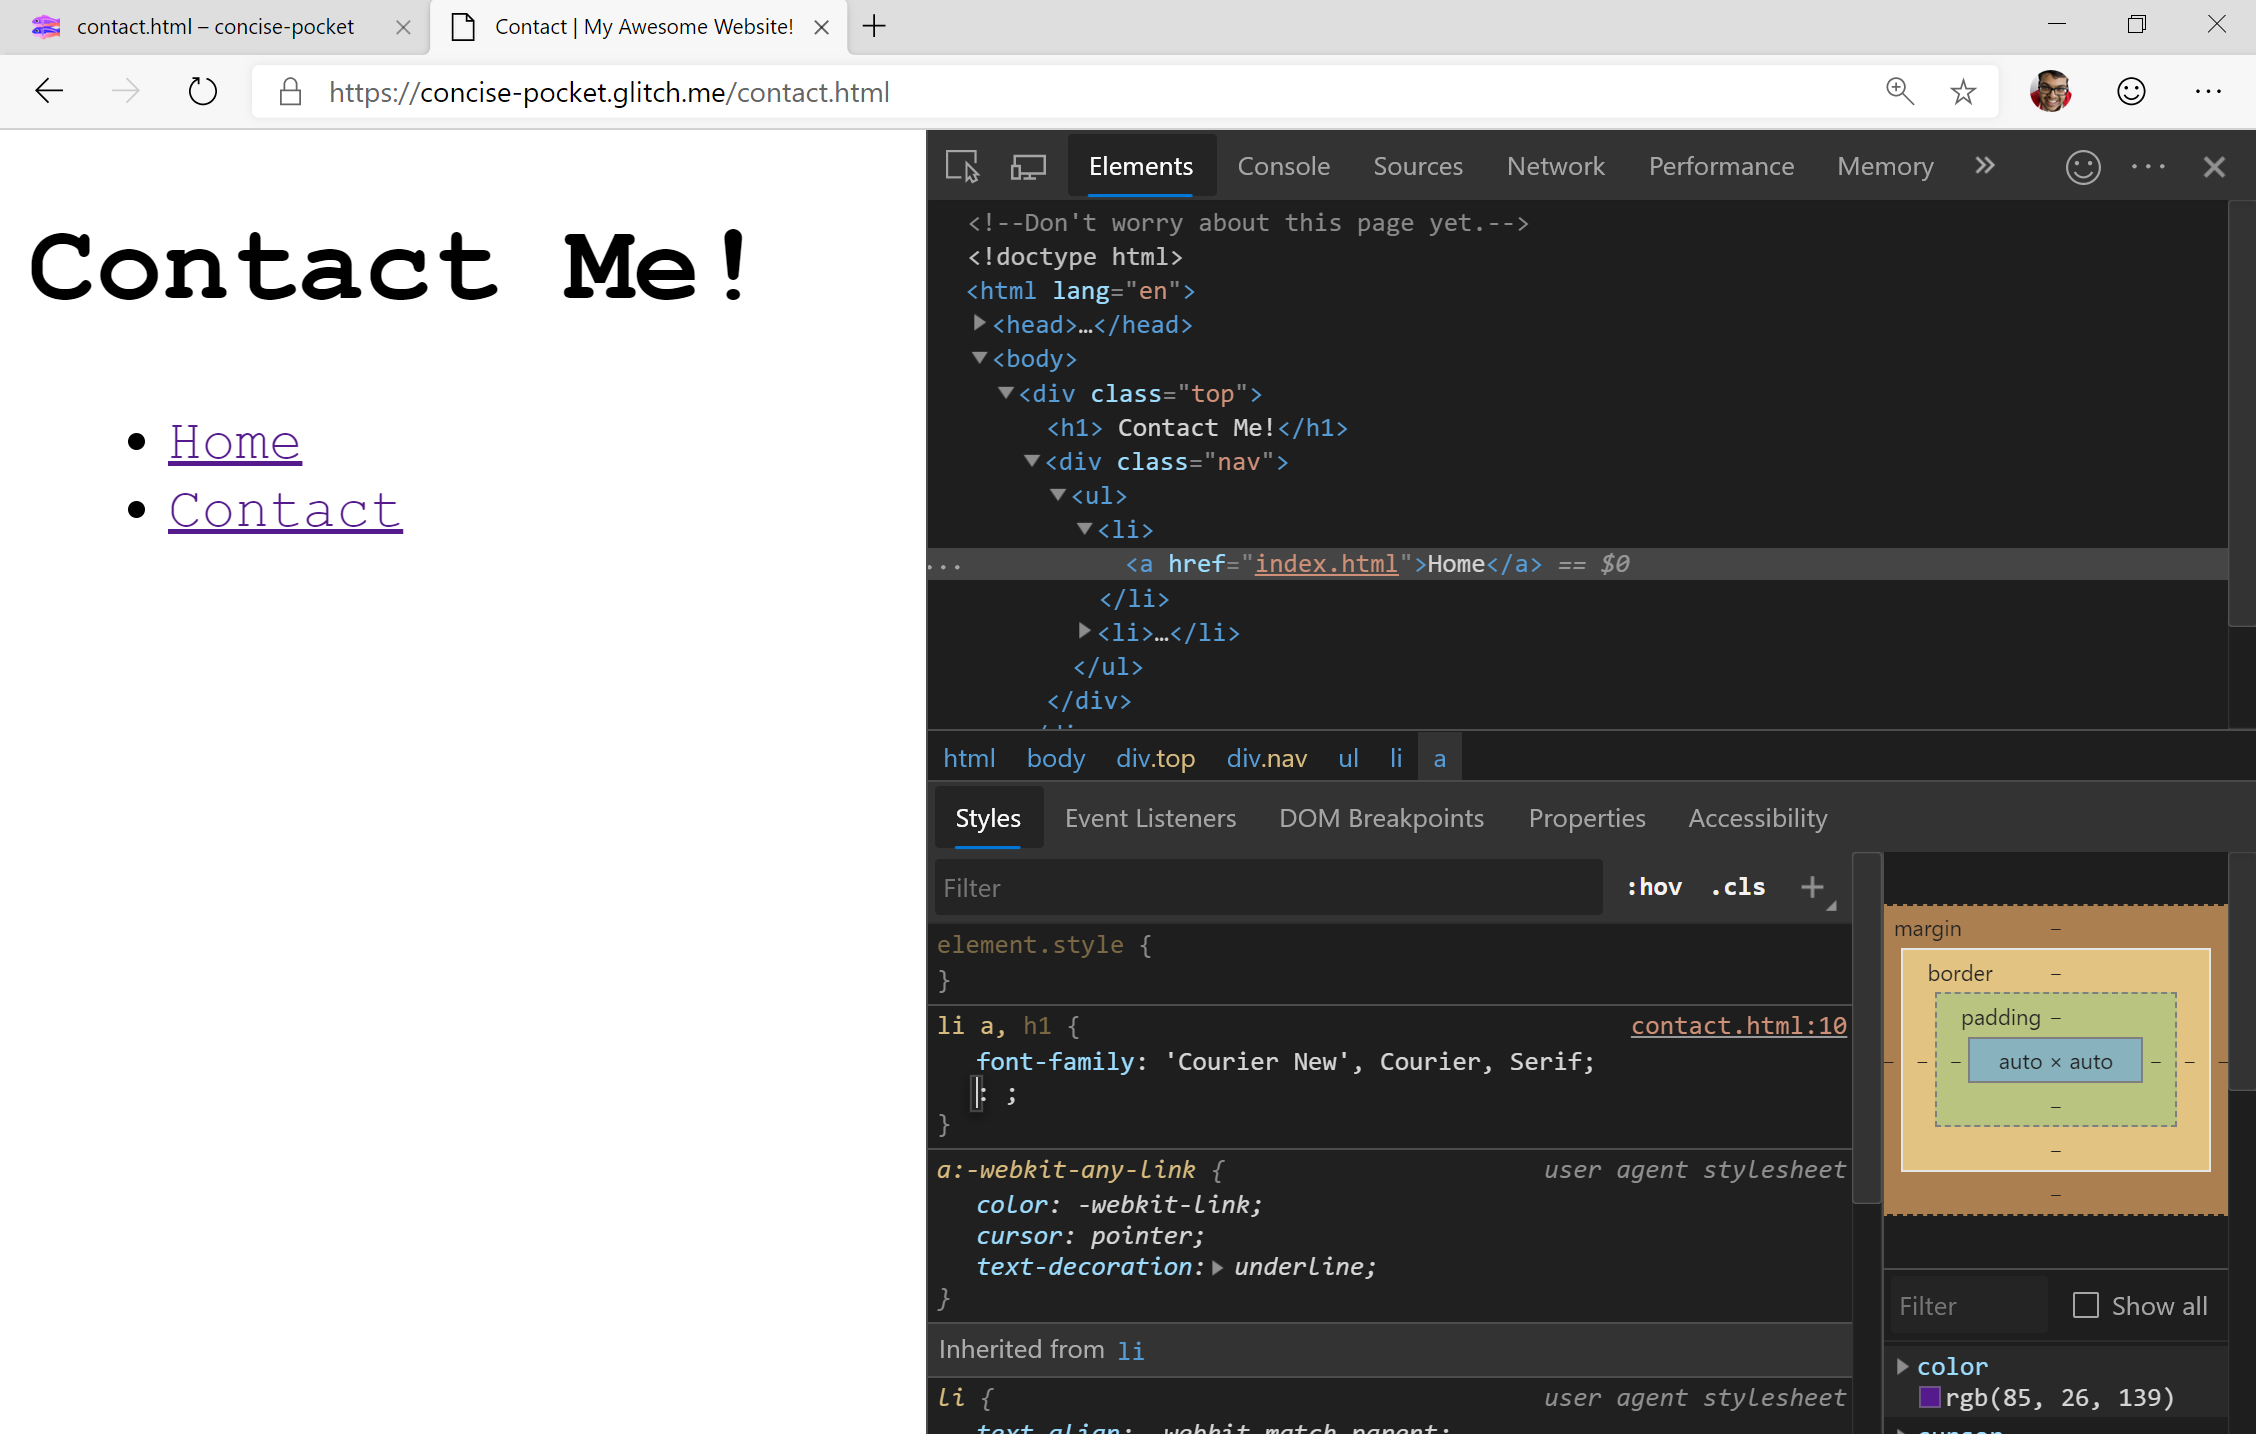 contact.html – concise-pocket
Contact | My Awesome Website!
https://concise-pocket.glitch.me/contact.html
Contact Me!
Home
Contact
Elements Console Sources Network Performance Memory
<!--Don't worry about this page yet.-->
<!doctype html>
<html lang="en">
<head>…</head>
<body>
<div class="top">
<h1> Contact Me!</h1>
<div class="nav">
<ul>
<li>
<a href="index.html">Home</a> == $0
</li>
<li>…</li>
</ul>
</div>
html body div.top div.nav ul li a
Styles Event Listeners DOM Breakpoints Properties Accessibility
Filter :hov .cls
element.style {
}
li a, h1 { contact.html:10
font-family: 'Courier New', Courier, Serif;
: ;
}
a:-webkit-any-link { user agent stylesheet
color: -webkit-link;
cursor: pointer;
text-decoration: underline;
}
Inherited from li
li { user agent stylesheet
text-align: -webkit-match-parent;
margin –
border –
padding –
– – – auto × auto – – –
–
–
–
Filter Show all
color
rgb(85, 26, 139)
cursor